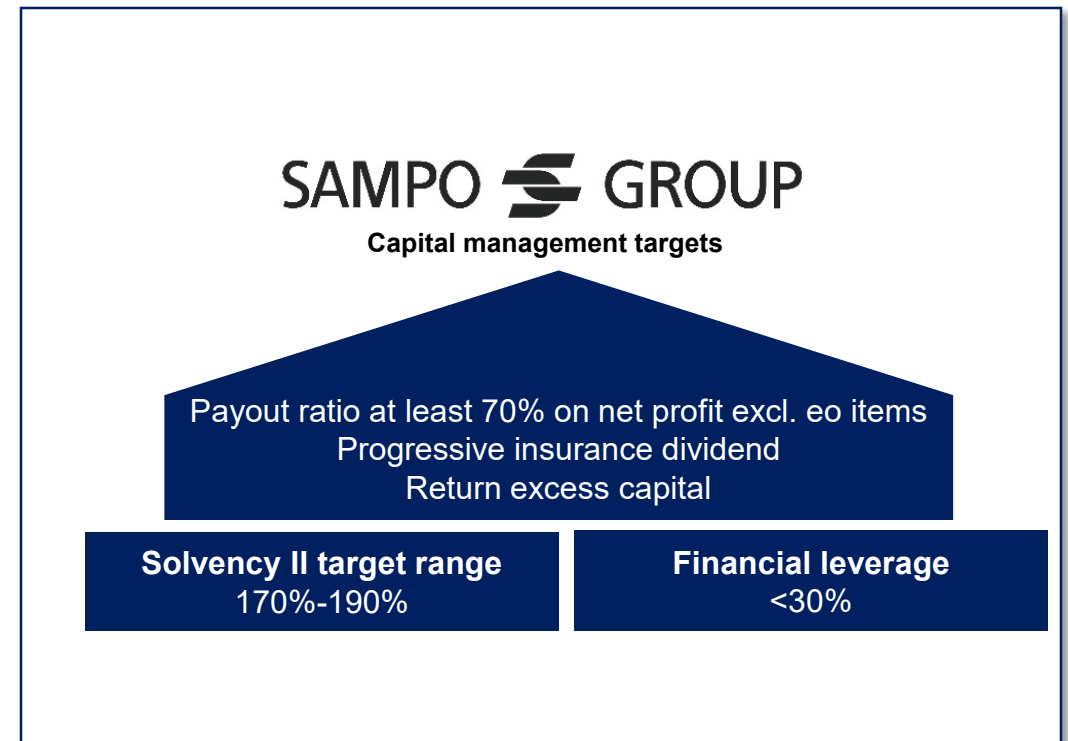 SAMPO GROUP
Capital management targets
Payout ratio at least 70% on net profit excl. eo items
Progressive insurance dividend
Return excess capital
Solvency II target range
170%-190%
Financial leverage
<30%